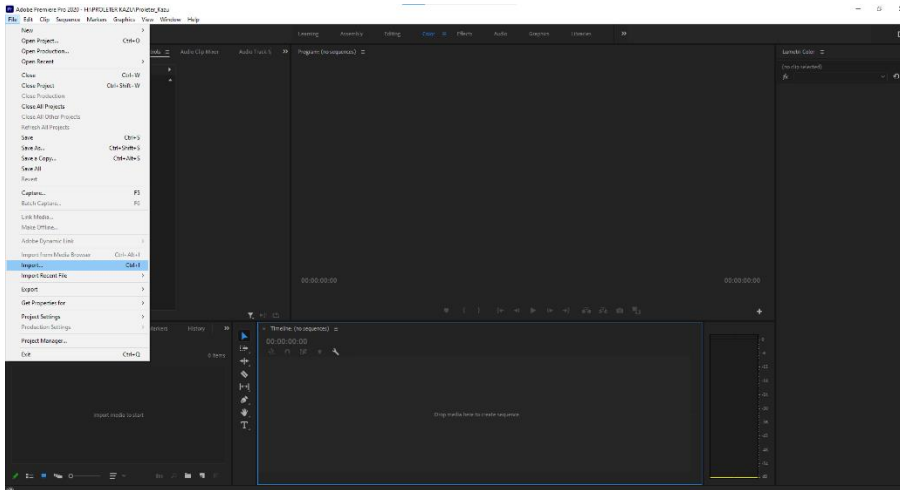 Adobe Premiere Pro 2020 - H:\PROLETER KAZU\Proleter_Kazu
File Edit Clip Sequence Markers Graphics View Window Help
New
Open Project... Ctrl+O
Open Production...
Open Recent
Close Ctrl+W
Close Project Ctrl+Shift+W
Close Production
Close All Projects
Close All Other Projects
Refresh All Projects
Save Ctrl+S
Save As... Ctrl+Shift+S
Save a Copy... Ctrl+Alt+S
Save All
Revert
Capture... F5
Batch Capture... F6
Link Media...
Make Offline...
Adobe Dynamic Link
Import from Media Browser Ctrl+Alt+I
Import... Ctrl+I
Import Recent File
Export
Get Properties for
Project Settings
Production Settings
Project Manager...
Exit Ctrl+Q
Learning Assembly Editing Color Effects Audio Graphics Libraries
Audio Clip Mixer Audio Track
Program: (no sequences)
00:00:00:00 00:00:00:00
Lumetri Color
(no clip selected)
fx
History
0 Items
Import media to start
Timeline: (no sequences)
00:00:00:00
Drop media here to create sequence.